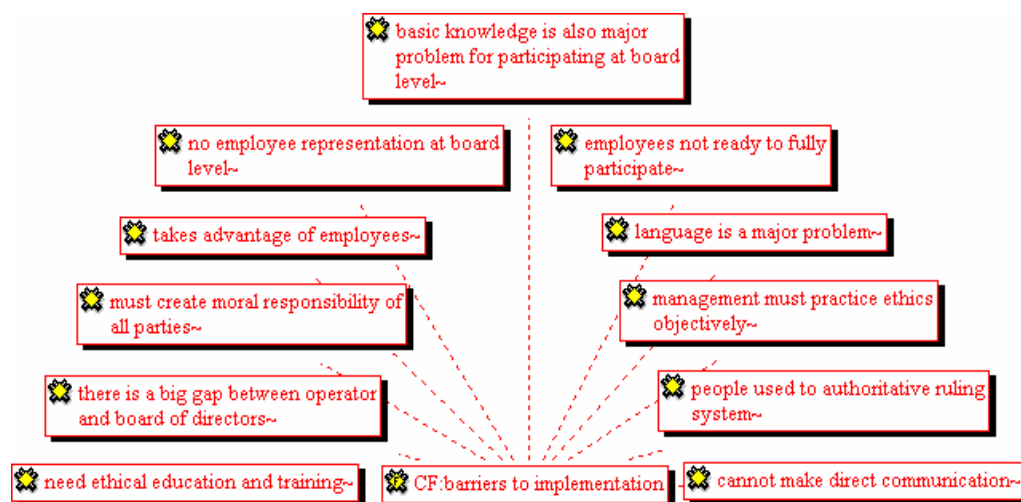 basic knowledge is also major
problem for participating at board
level~
no employee representation at board
level~
employees not ready to fully
participate~
takes advantage of employees~
language is a major problem~
must create moral responsibility of
all parties~
management must practice ethics
objectively~
there is a big gap between operator
and board of directors~
people used to authoritative ruling
system~
need ethical education and training~
CF:barriers to implementation
cannot make direct communication~